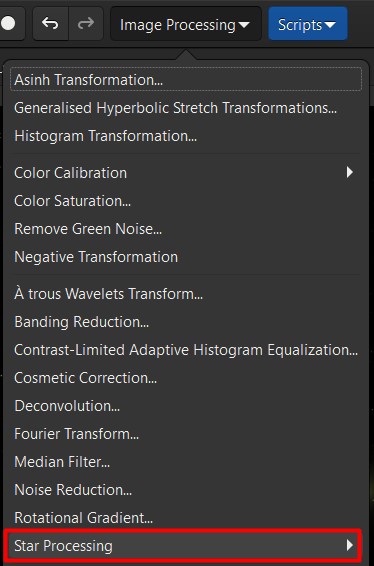 Image Processing
Scripts
Asinh Transformation...
Generalised Hyperbolic Stretch Transformations...
Histogram Transformation...
Color Calibration
Color Saturation...
Remove Green Noise...
Negative Transformation
À trous Wavelets Transform...
Banding Reduction...
Contrast-Limited Adaptive Histogram Equalization...
Cosmetic Correction...
Deconvolution...
Fourier Transform...
Median Filter...
Noise Reduction...
Rotational Gradient...
Star Processing